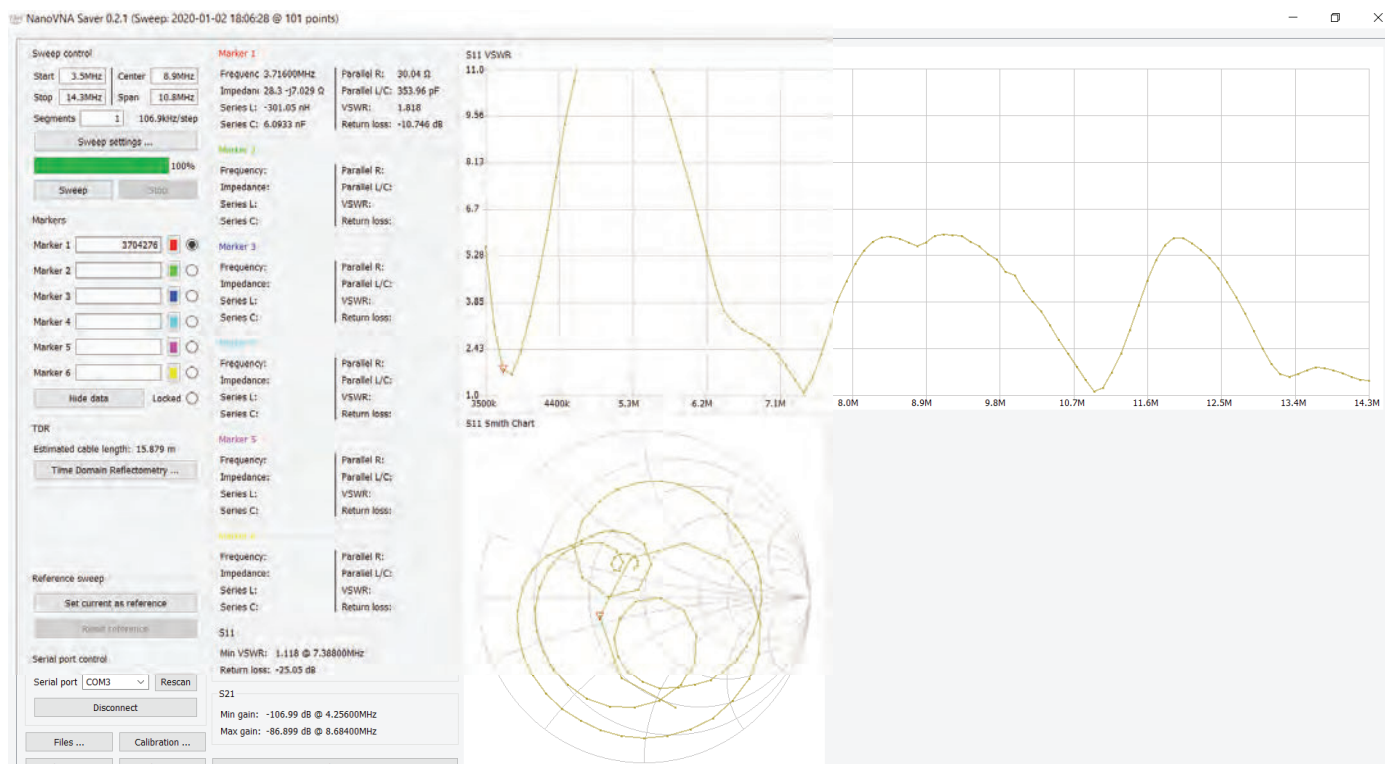 NanoVNA Saver 0.2.1 (Sweep: 2020-01-02 18:06:28 @ 101 points)
Sweep control
Start 3.5MHz Center 8.9MHz
Stop 14.3MHz Span 10.8MHz
Segments 1 106.9kHz/step
Sweep settings ...
100%
Sweep Stop
Markers
Marker 1 3704276
Marker 2
Marker 3
Marker 4
Marker 5
Marker 6
Hide data Locked
TDR
Estimated cable length: 15.879 m
Time Domain Reflectometry ...
Reference sweep
Set current as reference
Reset reference
Serial port control
Serial port COM3 Rescan
Disconnect
Files ... Calibration ...
Marker 1
Frequenc 3.71600MHz Parallel R: 30.04 Ω
Impedanc 28.3 -j7.029 Ω Parallel L/C: 353.96 pF
Series L: -301.05 nH VSWR: 1.818
Series C: 6.0933 nF Return loss: -10.746 dB
Marker 2
Frequency: Parallel R:
Impedance: Parallel L/C:
Series L: VSWR:
Series C: Return loss:
Marker 3
Frequency: Parallel R:
Impedance: Parallel L/C:
Series L: VSWR:
Series C: Return loss:
Frequency: Parallel R:
Impedance: Parallel L/C:
Series L: VSWR:
Series C: Return loss:
Marker 5
Frequency: Parallel R:
Impedance: Parallel L/C:
Series L: VSWR:
Series C: Return loss:
Frequency: Parallel R:
Impedance: Parallel L/C:
Series L: VSWR:
Series C: Return loss:
S11
Min VSWR: 1.118 @ 7.38800MHz
Return loss: -25.05 dB
S21
Min gain: -106.99 dB @ 4.25600MHz
Max gain: -86.899 dB @ 8.68400MHz
S11 VSWR
11.0
9.56
8.13
6.7
5.28
3.85
2.43
1.0
3500k 4400k 5.3M 6.2M 7.1M 8.0M 8.9M 9.8M 10.7M 11.6M 12.5M 13.4M 14.3M
S11 Smith Chart